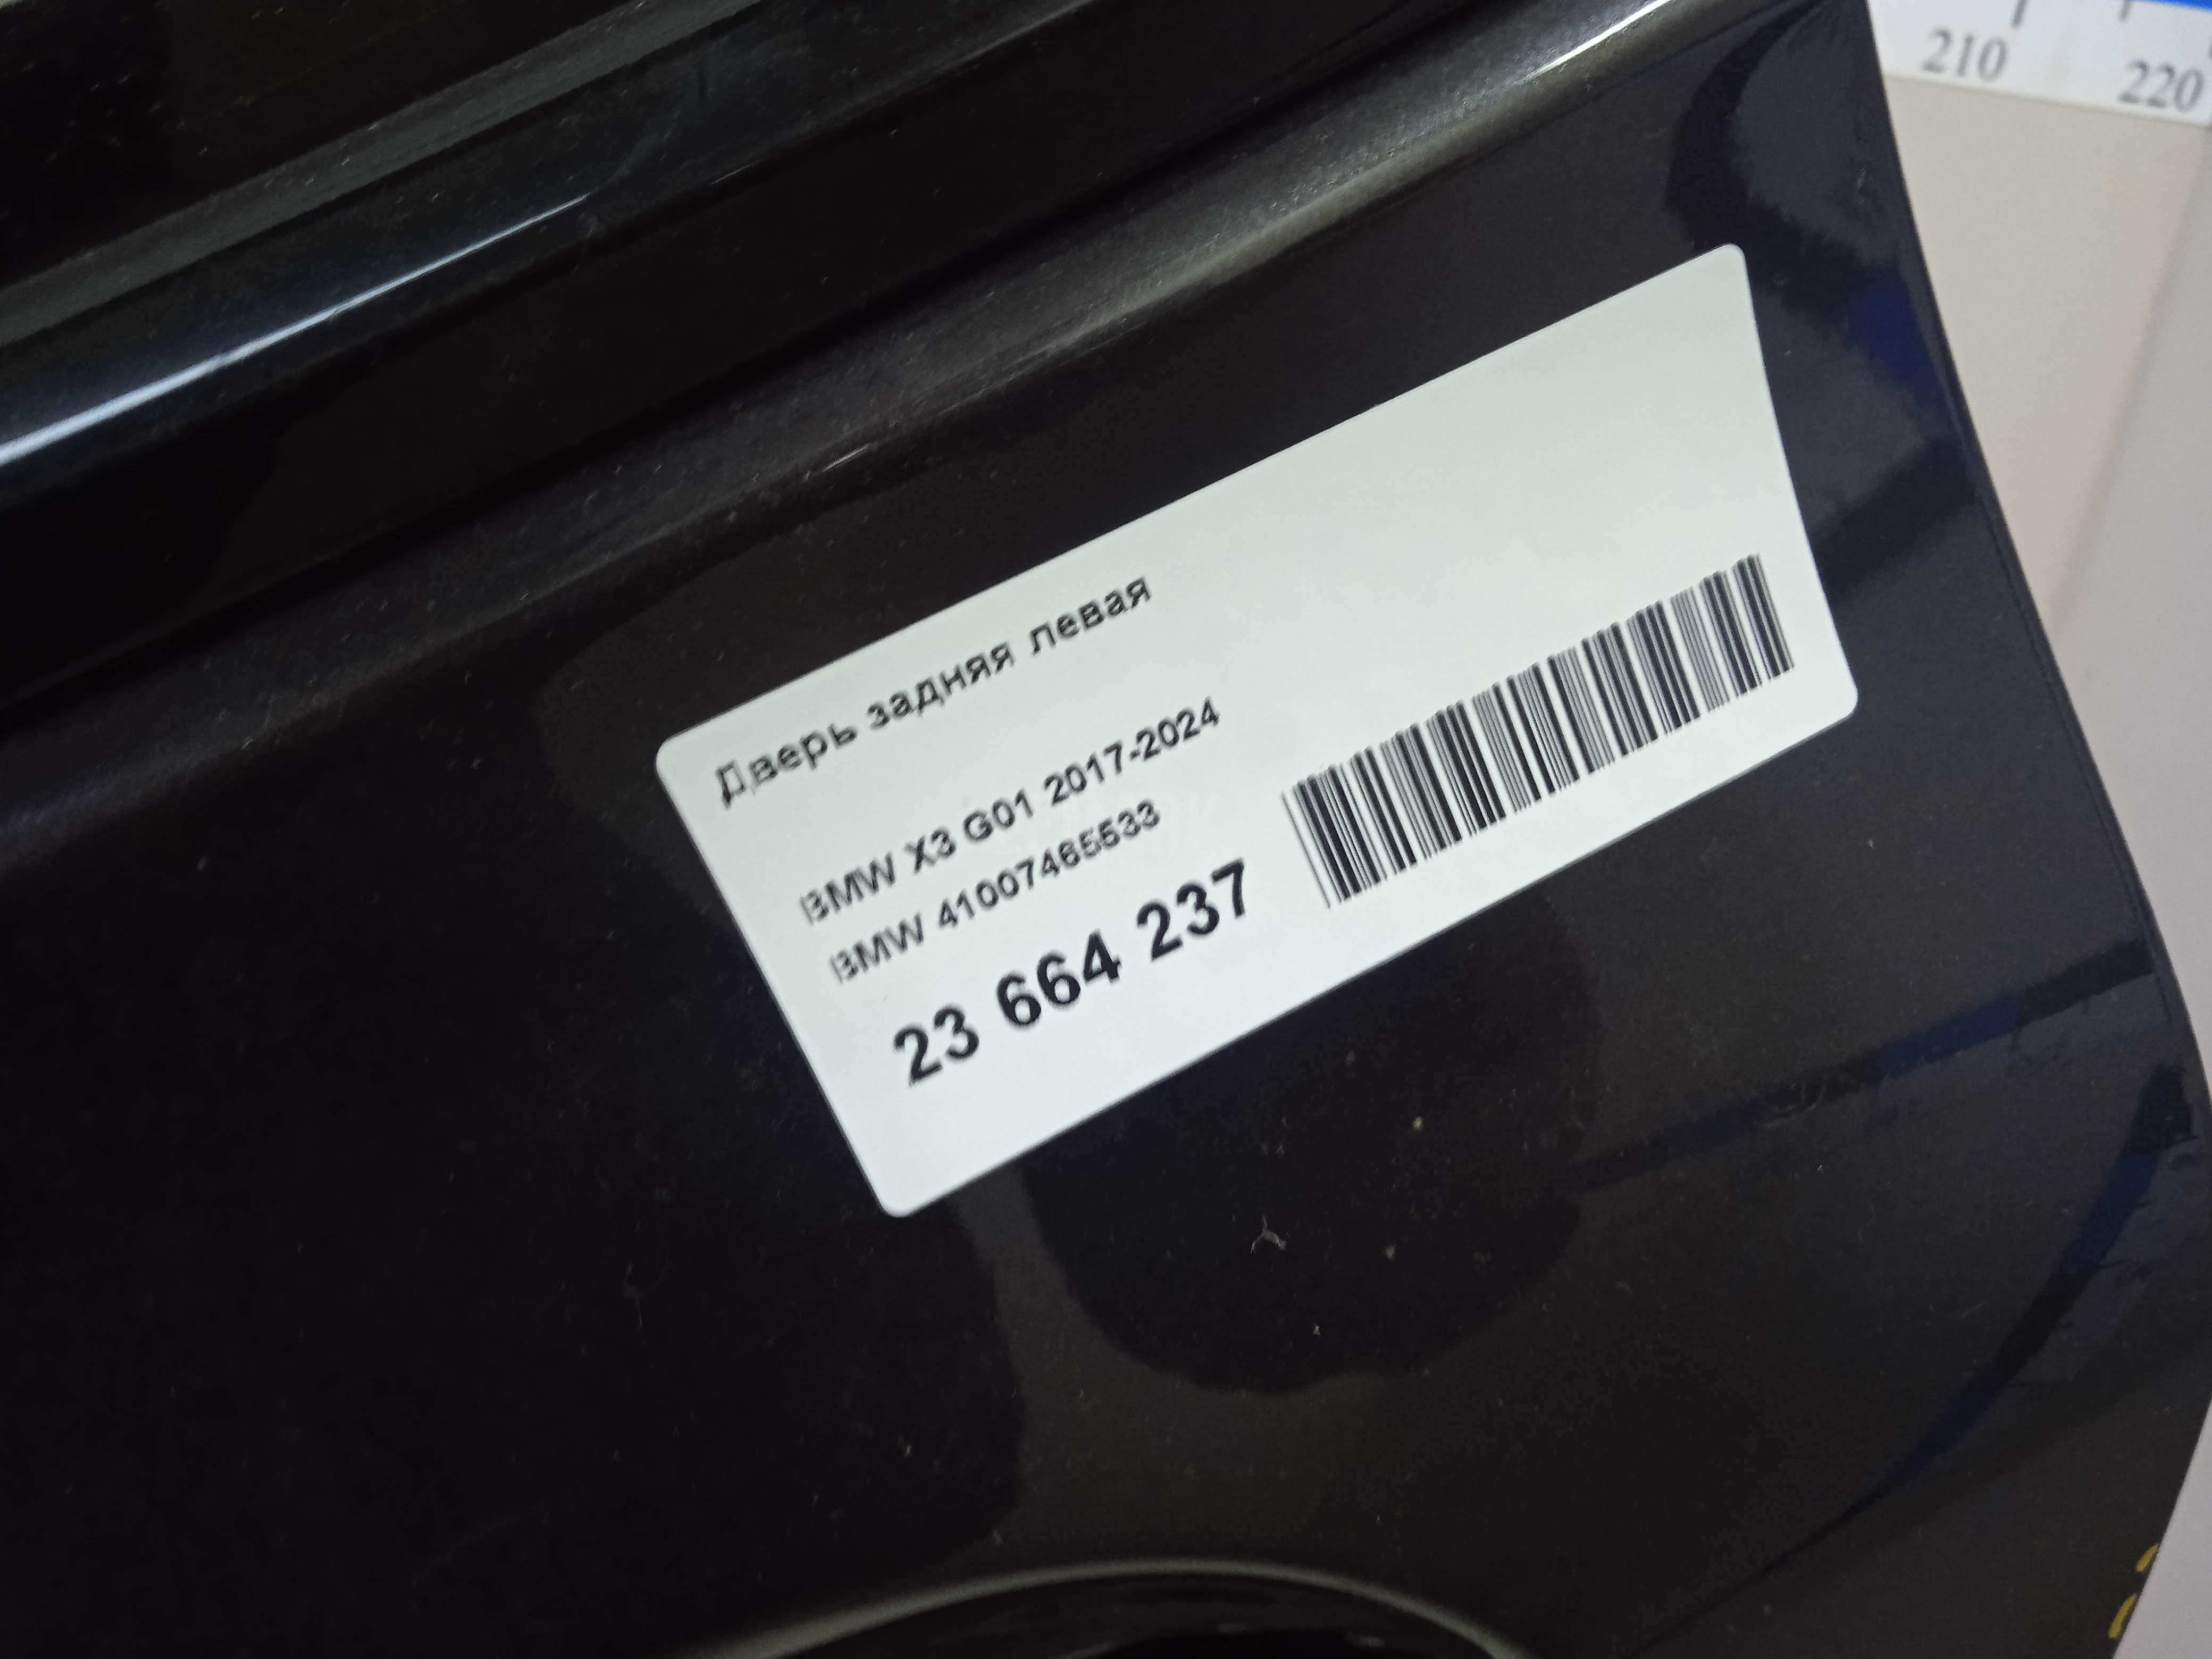 210
220
Дверь задняя левая
BMW X3 G01 2017-2024
BMW 41007465533
23 664 237